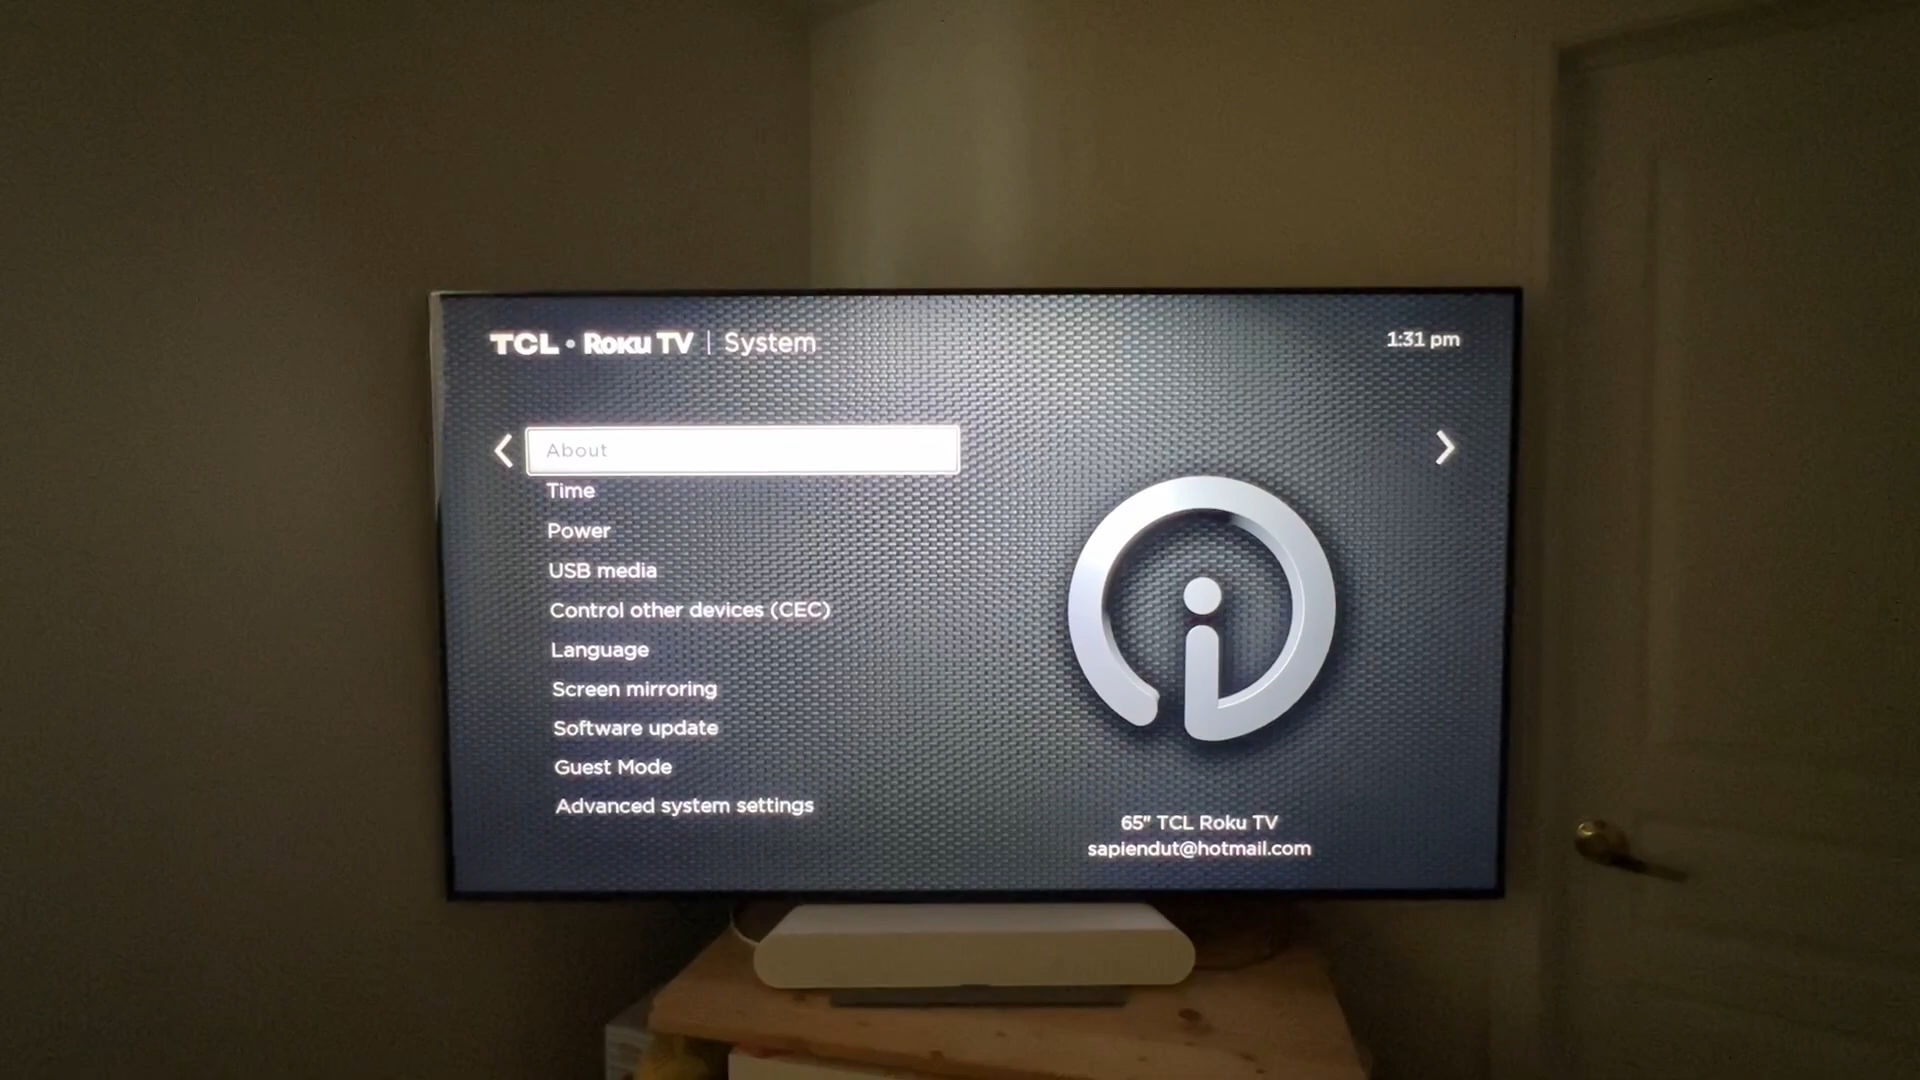 TCL • Roku TV | System
1:31 pm
About
Time
Power
USB media
Control other devices (CEC)
Language
Screen mirroring
Software update
Guest Mode
Advanced system settings
65" TCL Roku TV
sapiendut@hotmail.com